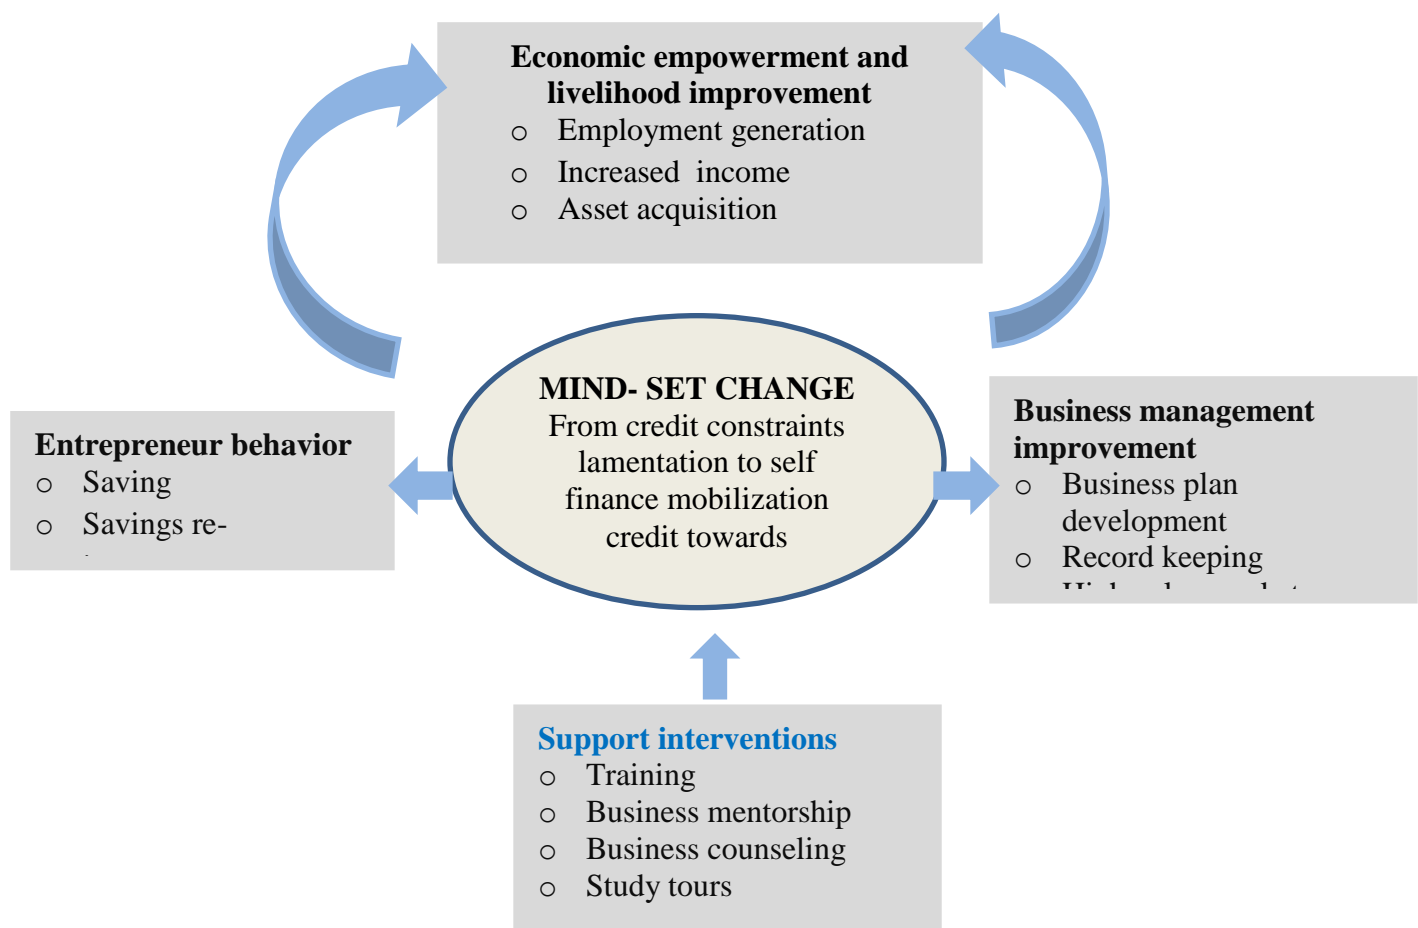 Economic empowerment and
livelihood improvement
o Employment generation
o Increased income
o Asset acquisition
MIND- SET CHANGE
From credit constraints
lamentation to self
finance mobilization
credit towards
Entrepreneur behavior
o Saving
o Savings re-
Business management
improvement
o Business plan
development
o Record keeping
Support interventions
o Training
o Business mentorship
o Business counseling
o Study tours